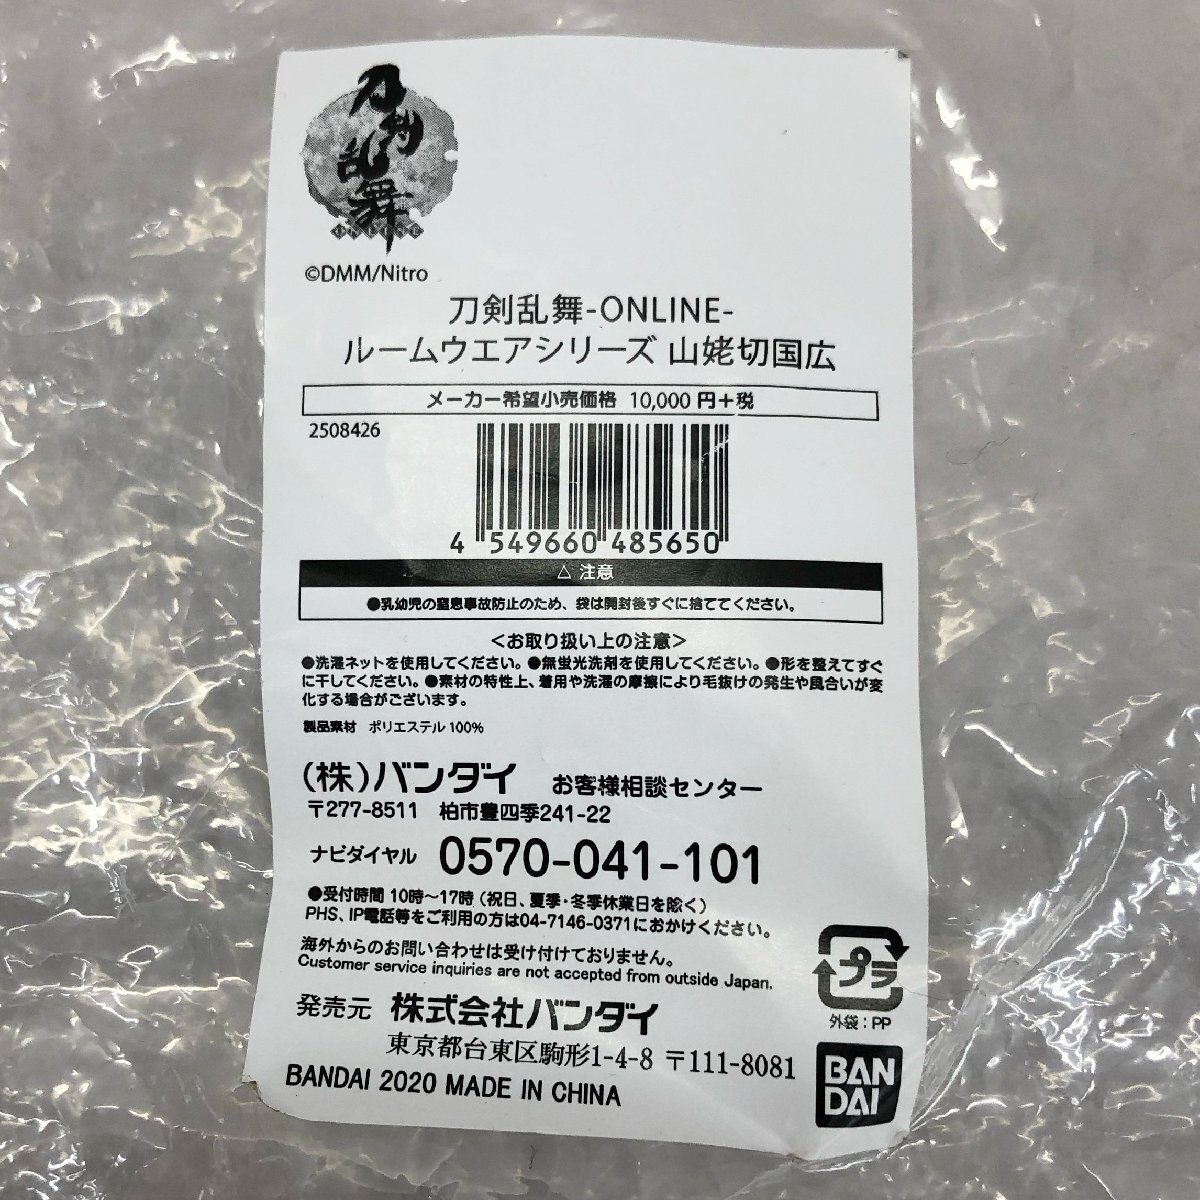 刀剣乱舞
ONLINE
©DMM/Nitro
刀剣乱舞-ONLINE-
ルームウエアシリーズ 山姥切国広
メーカー希望小売価格 10,000 円+税
2508426
4 549660 485650
△ 注意
●乳幼児の窒息事故防止のため、袋は開封後すぐに捨ててください。
＜お取り扱い上の注意＞
●洗濯ネットを使用してください。●無蛍光洗剤を使用してください。●形を整えてすぐ
に干してください。●素材の特性上、着用や洗濯の摩擦により毛抜けの発生や風合いが変
化する場合がございます。
製品素材 ポリエステル 100%
(株)バンダイ お客様相談センター
〒277-8511 柏市豊四季241-22
ナビダイヤル 0570-041-101
●受付時間 10時～17時 (祝日、夏季・冬季休業日を除く)
PHS、IP電話等をご利用の方は04-7146-0371におかけください。
海外からのお問い合わせは受け付けておりません。
Customer service inquiries are not accepted from outside Japan.
プラ
外袋：PP
発売元 株式会社バンダイ
東京都台東区駒形1-4-8 〒111-8081
BANDAI 2020 MADE IN CHINA
BAN
DAI